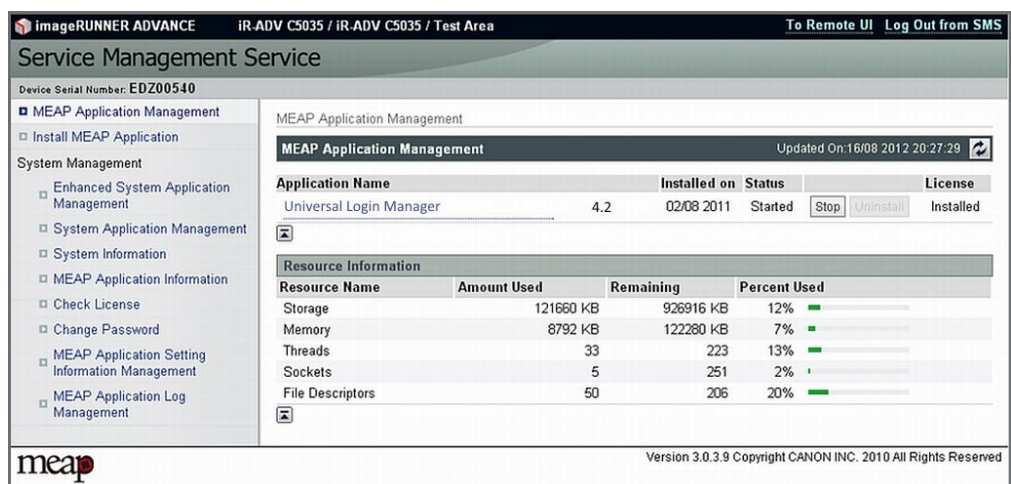 imageRUNNER ADVANCE iR-ADV C5035 / iR-ADV C5035 / Test Area To Remote UI Log Out from SMS
Service Management Service
Device Serial Number: EDZ00540
MEAP Application Management
Install MEAP Application
System Management
Enhanced System Application
Management
System Application Management
System Information
MEAP Application Information
Check License
Change Password
MEAP Application Setting
Information Management
MEAP Application Log
Management
MEAP Application Management
MEAP Application Management Updated On:16/08 2012 20:27:29
Application Name Installed on Status License
Universal Login Manager 4.2 02/08 2011 Started Stop Uninstall Installed
Resource Information
Resource Name Amount Used Remaining Percent Used
Storage 121660 KB 926916 KB 12%
Memory 8792 KB 122280 KB 7%
Threads 33 223 13%
Sockets 5 251 2%
File Descriptors 50 206 20%
meap Version 3.0.3.9 Copyright CANON INC. 2010 All Rights Reserved